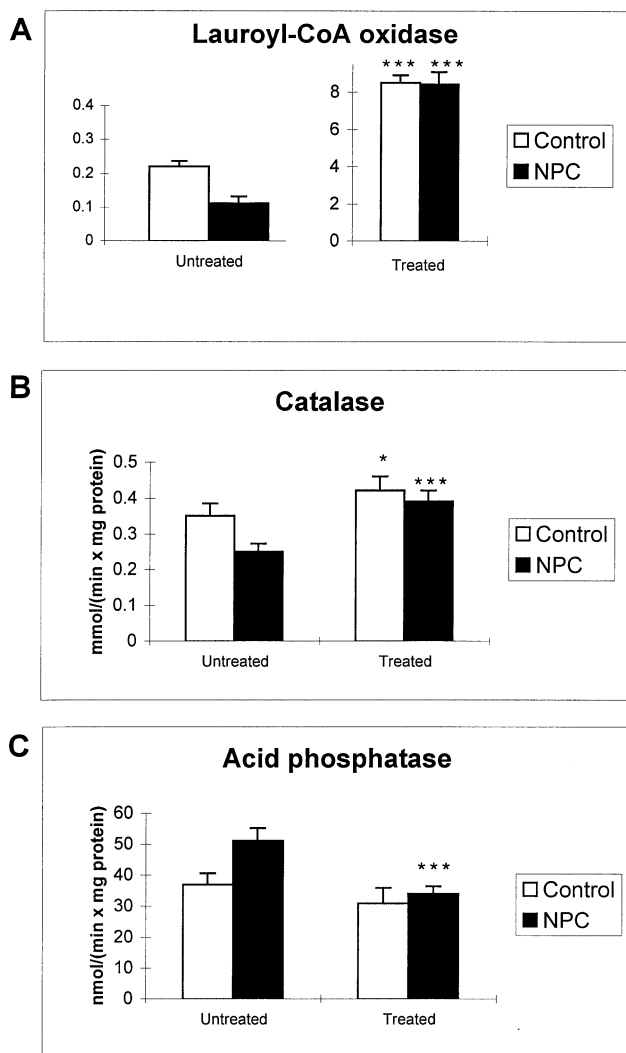 A
Lauroyl-CoA oxidase
0.4
0.3
0.2
0.1
0
Untreated
*** ***
8
6
4
2
0
Treated
Control
NPC
B
Catalase
mmol/(min x mg protein)
0.5
0.4
0.3
0.2
0.1
0
*
***
Untreated
Treated
Control
NPC
C
Acid phosphatase
nmol/(min x mg protein)
60
50
40
30
20
10
0
***
Untreated
Treated
Control
NPC